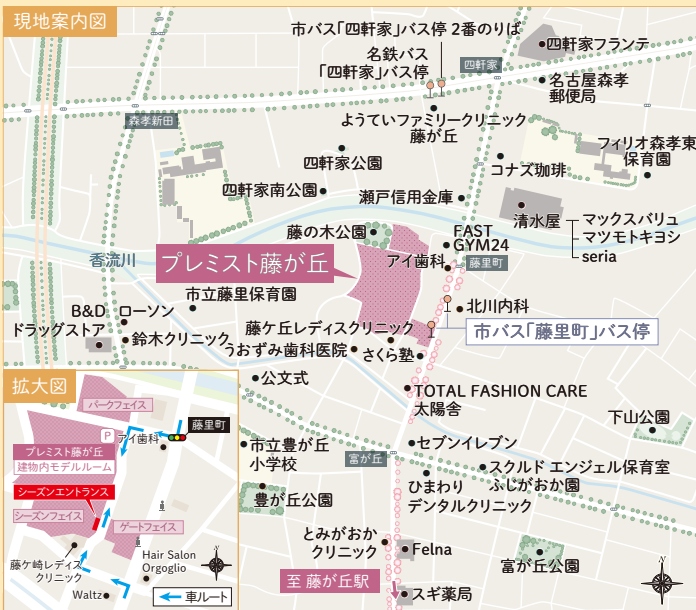 現地案内図
市バス「四軒家」バス停 2番のりば
名鉄バス
「四軒家」バス停
四軒家
四軒家フランテ
名古屋森孝
郵便局
森孝新田
ようていファミリークリニック
藤が丘
フィリオ森孝東
保育園
四軒家公園
コナズ珈琲
四軒家南公園
瀬戸信用金庫
清水屋
マックスバリュ
マツモトキヨシ
seria
藤の木公園
FAST
GYM24
香流川
プレミスト藤が丘
アイ歯科
藤里町
市立藤里保育園
北川内科
B&D
ドラッグストア
ローソン
鈴木クリニック
藤ケ丘レディスクリニック
市バス「藤里町」バス停
うおずみ歯科医院
さくら塾
公文式
TOTAL FASHION CARE
太陽舎
下山公園
市立豊が丘
小学校
セブンイレブン
富が丘
スクルド エンジェル保育室
ふじがおか園
豊が丘公園
ひまわり
デンタルクリニック
とみがおか
クリニック
Felna
富が丘公園
至 藤が丘駅
スギ薬局
N
拡大図
パークフェイス
P
アイ歯科
藤里町
プレミスト藤が丘
建物内モデルルーム
シーズンエントランス
シーズンフェイス
ゲートフェイス
藤ケ崎レディス
クリニック
Hair Salon
Orgoglio
Waltz
車ルート
N